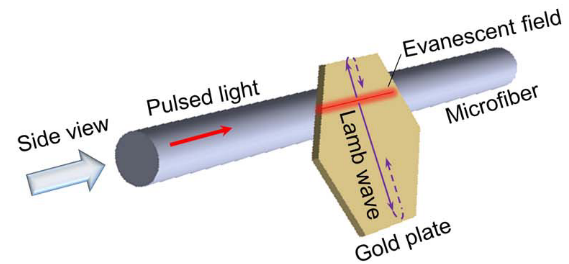 Evanescent field
Pulsed light
Microfiber
Side view
Lamb wave
Gold plate